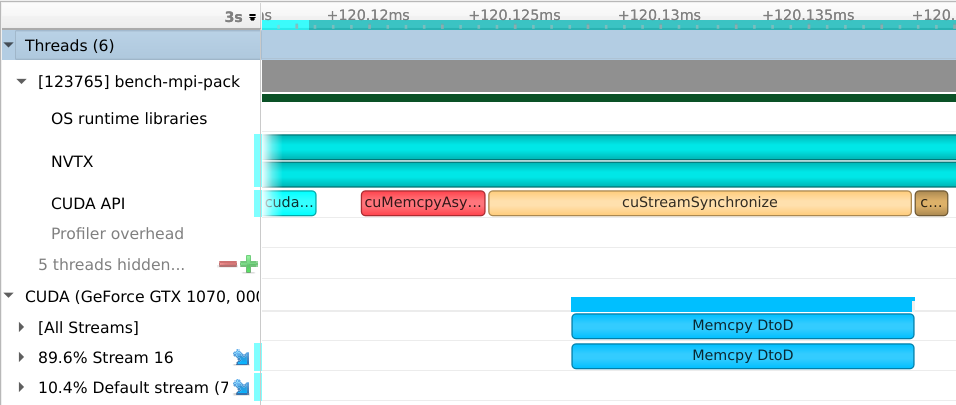 3s ms +120.12ms +120.125ms +120.13ms +120.135ms +120.
Threads (6)
[123765] bench-mpi-pack
OS runtime libraries
NVTX
CUDA API cuda... cuMemcpyAsy... cuStreamSynchronize c...
Profiler overhead
5 threads hidden...
CUDA (GeForce GTX 1070, 000
[All Streams] Memcpy DtoD
89.6% Stream 16 Memcpy DtoD
10.4% Default stream (7